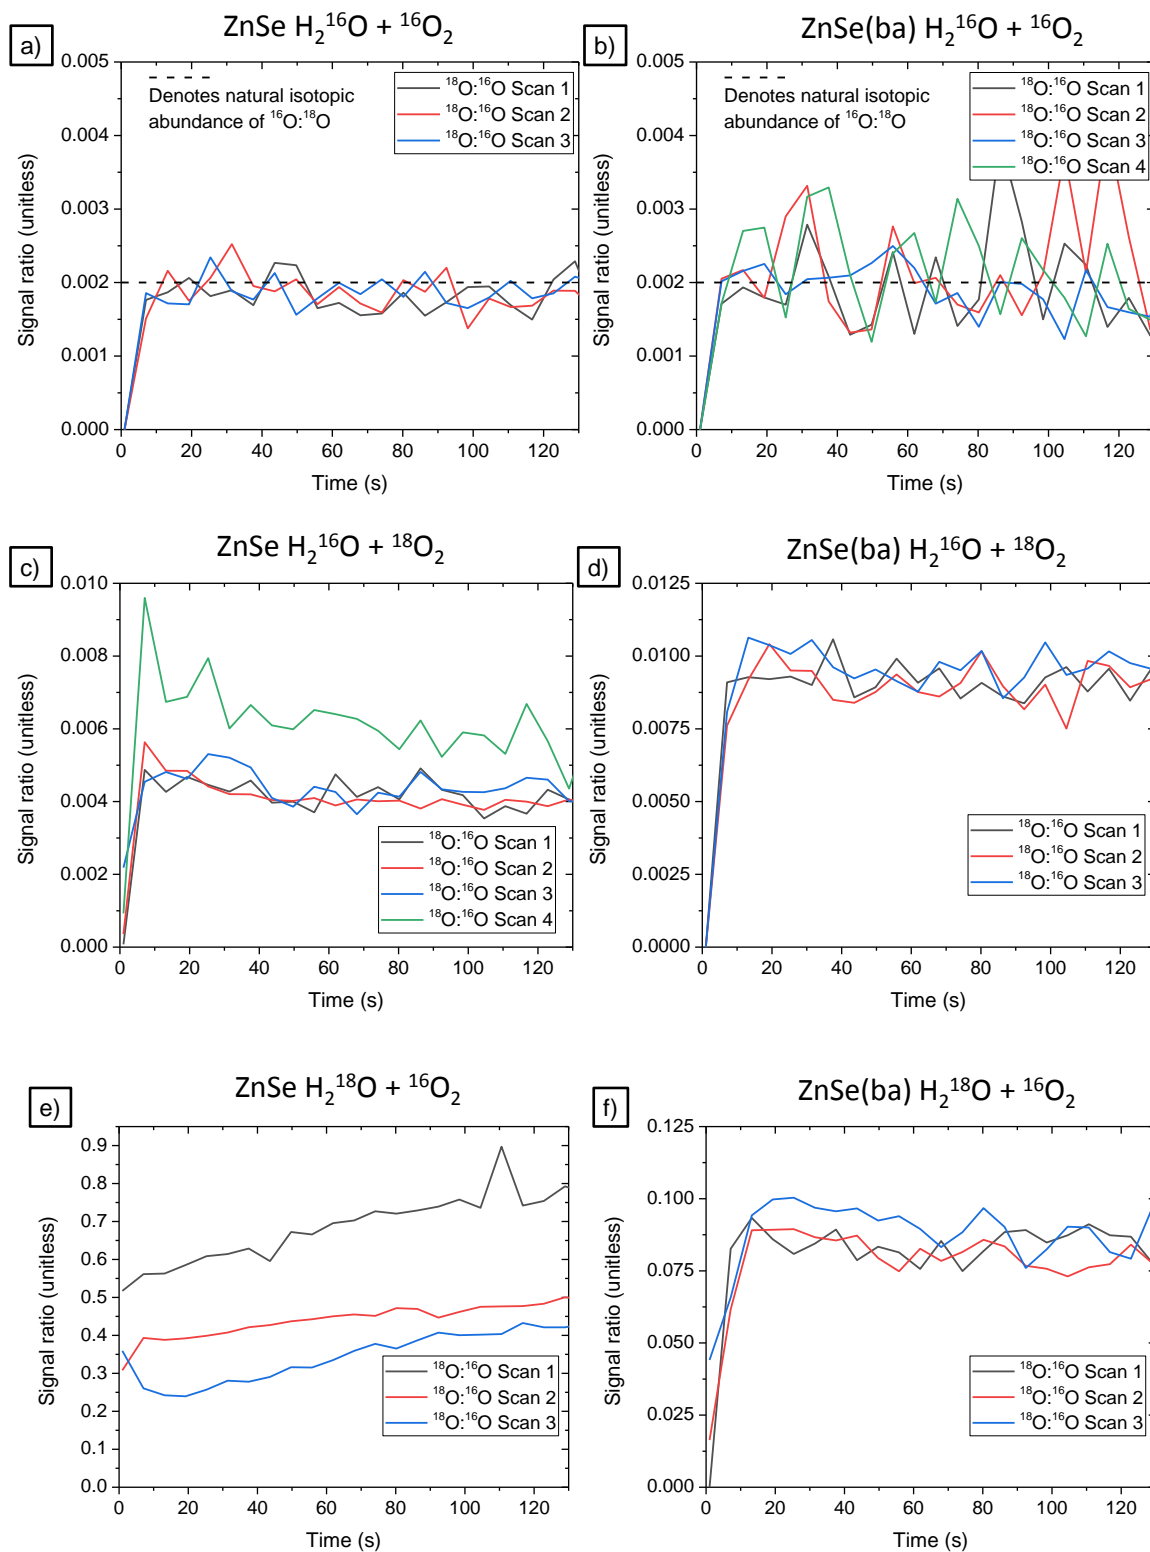 a)
ZnSe H₂¹⁶O + ¹⁶O₂
0.005
0.004
0.003
0.002
0.001
0.000
Signal ratio (unitless)
Denotes natural isotopic
abundance of ¹⁶O:¹⁸O
¹⁸O:¹⁶O Scan 1
¹⁸O:¹⁶O Scan 2
¹⁸O:¹⁶O Scan 3
0 20 40 60 80 100 120
Time (s)
b)
ZnSe(ba) H₂¹⁶O + ¹⁶O₂
0.005
0.004
0.003
0.002
0.001
0.000
Signal ratio (unitless)
Denotes natural isotopic
abundance of ¹⁶O:¹⁸O
¹⁸O:¹⁶O Scan 1
¹⁸O:¹⁶O Scan 2
¹⁸O:¹⁶O Scan 3
¹⁸O:¹⁶O Scan 4
0 20 40 60 80 100 120
Time (s)
c)
ZnSe H₂¹⁶O + ¹⁸O₂
0.010
0.008
0.006
0.004
0.002
0.000
Signal ratio (unitless)
¹⁸O:¹⁶O Scan 1
¹⁸O:¹⁶O Scan 2
¹⁸O:¹⁶O Scan 3
¹⁸O:¹⁶O Scan 4
0 20 40 60 80 100 120
Time (s)
d)
ZnSe(ba) H₂¹⁶O + ¹⁸O₂
0.0125
0.0100
0.0075
0.0050
0.0025
0.0000
Signal ratio (unitless)
¹⁸O:¹⁶O Scan 1
¹⁸O:¹⁶O Scan 2
¹⁸O:¹⁶O Scan 3
0 20 40 60 80 100 120
Time (s)
e)
ZnSe H₂¹⁸O + ¹⁶O₂
0.9
0.8
0.7
0.6
0.5
0.4
0.3
0.2
0.1
0.0
Signal ratio (unitless)
¹⁸O:¹⁶O Scan 1
¹⁸O:¹⁶O Scan 2
¹⁸O:¹⁶O Scan 3
0 20 40 60 80 100 120
Time (s)
f)
ZnSe(ba) H₂¹⁸O + ¹⁶O₂
0.125
0.100
0.075
0.050
0.025
0.000
Signal ratio (unitless)
¹⁸O:¹⁶O Scan 1
¹⁸O:¹⁶O Scan 2
¹⁸O:¹⁶O Scan 3
0 20 40 60 80 100 120
Time (s)